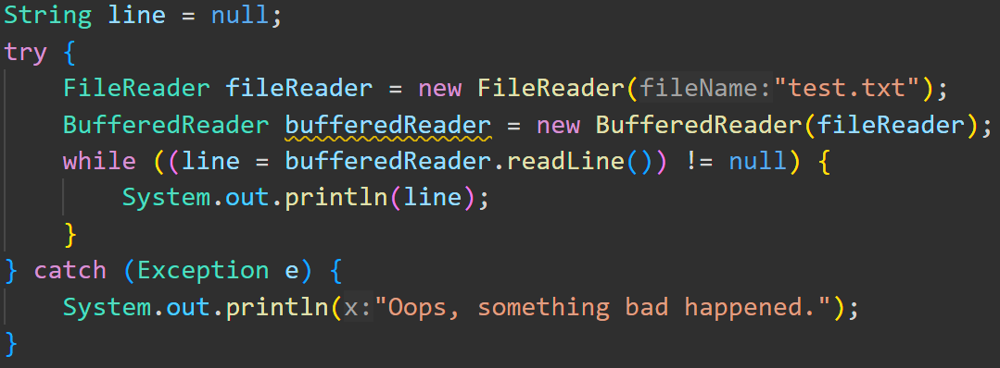 String line = null;
try {
    FileReader fileReader = new FileReader(fileName:"test.txt");
    BufferedReader bufferedReader = new BufferedReader(fileReader);
    while ((line = bufferedReader.readLine()) != null) {
        System.out.println(line);
    }
} catch (Exception e) {
    System.out.println(x:"Oops, something bad happened.");
}